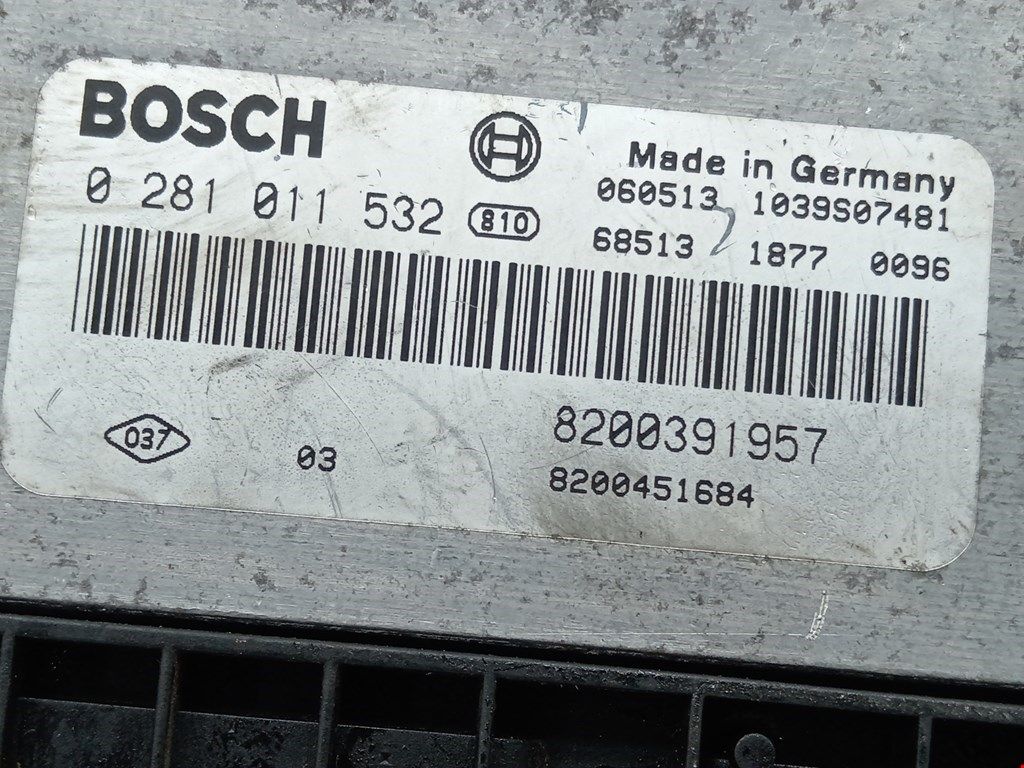 BOSCH
Made in Germany
0 281 011 532 810
060513 1039S07481
68513 1877 0096
037 03 8200391957
8200451684